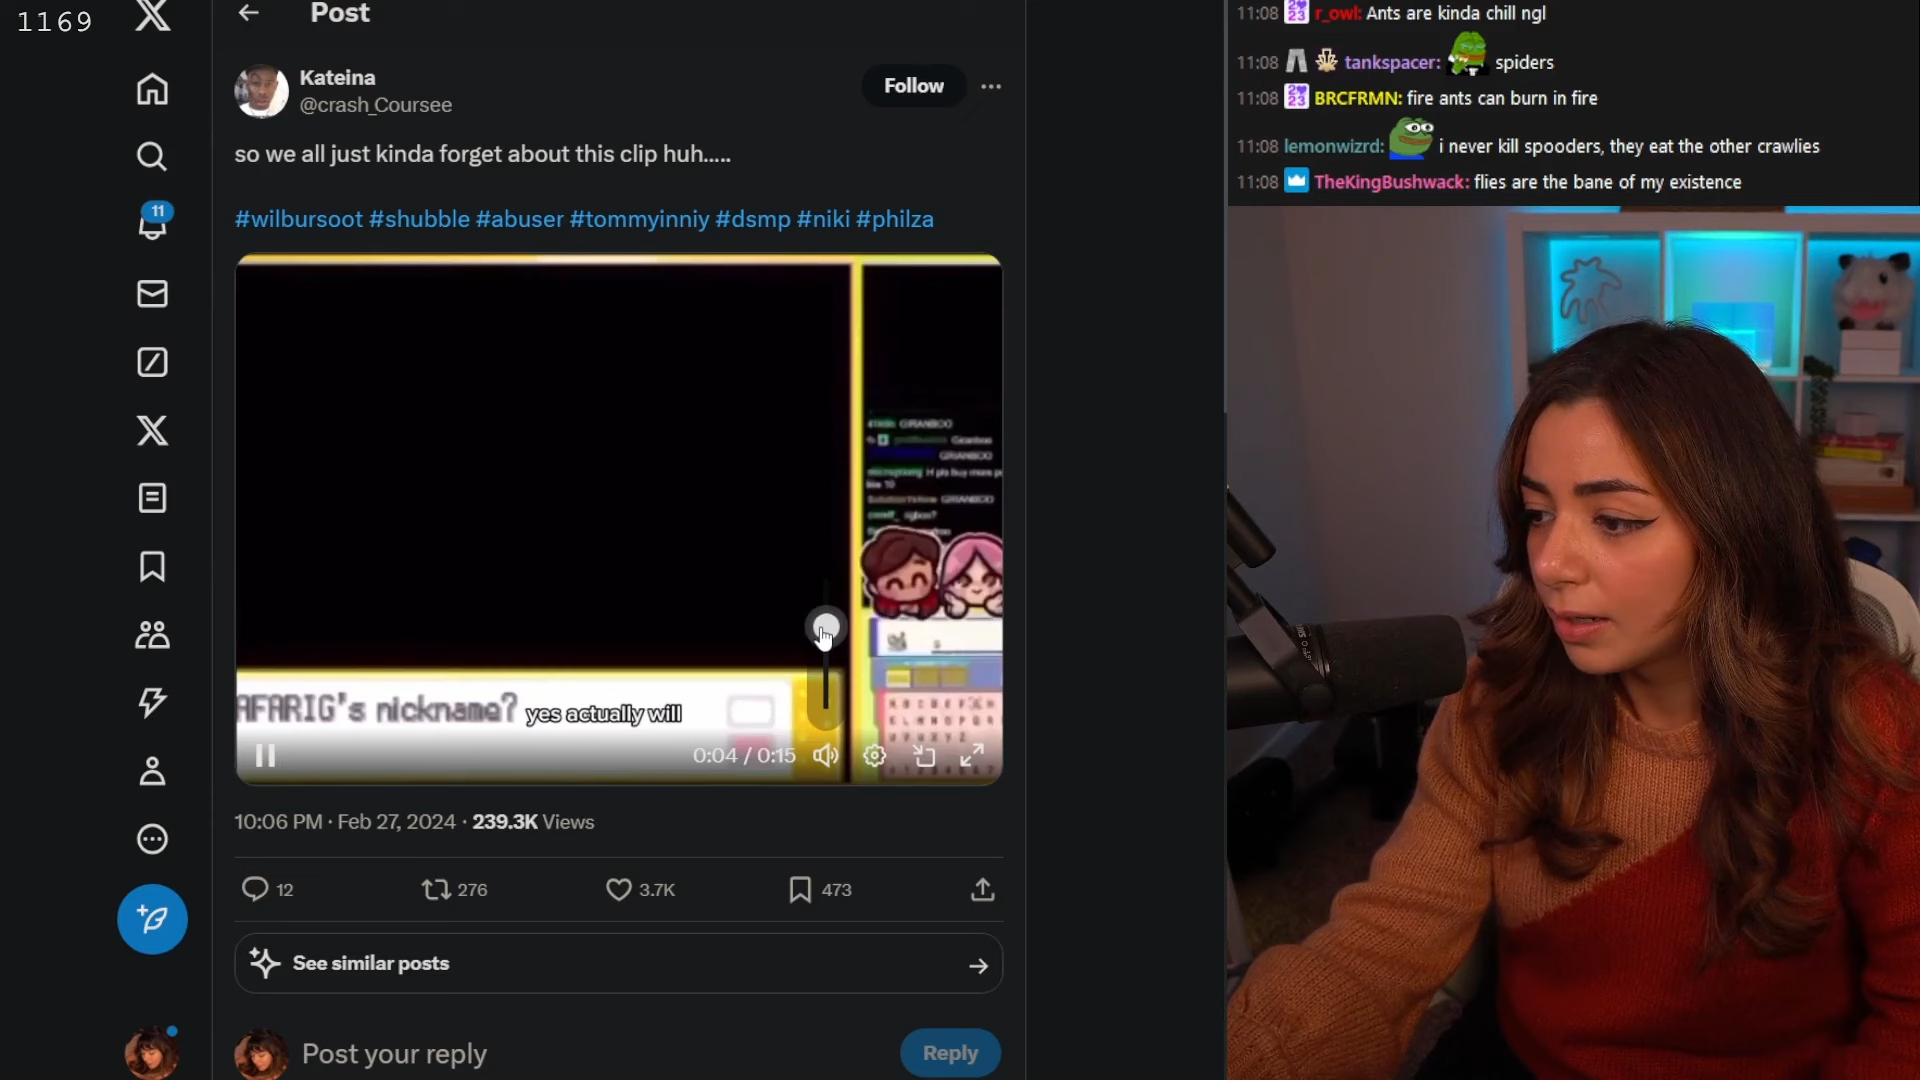 1169
Post
Kateina
@crash_Coursee
Follow
so we all just kinda forget about this clip huh.....
#wilbursoot #shubble #abuser #tommyinniy #dsmp #niki #philza
11
GIRANBOO
GIRANBOO
GIRANBOO
AFARIG's nickname? yes actually will
0:04 / 0:15
10:06 PM · Feb 27, 2024 · 239.3K Views
12
276
3.7K
473
See similar posts
Post your reply
Reply
11:08 r_owl: Ants are kinda chill ngl
11:08 tankspacer: spiders
11:08 BRCFRMN: fire ants can burn in fire
11:08 lemonwizrd: i never kill spooders, they eat the other crawlies
11:08 TheKingBushwack: flies are the bane of my existence